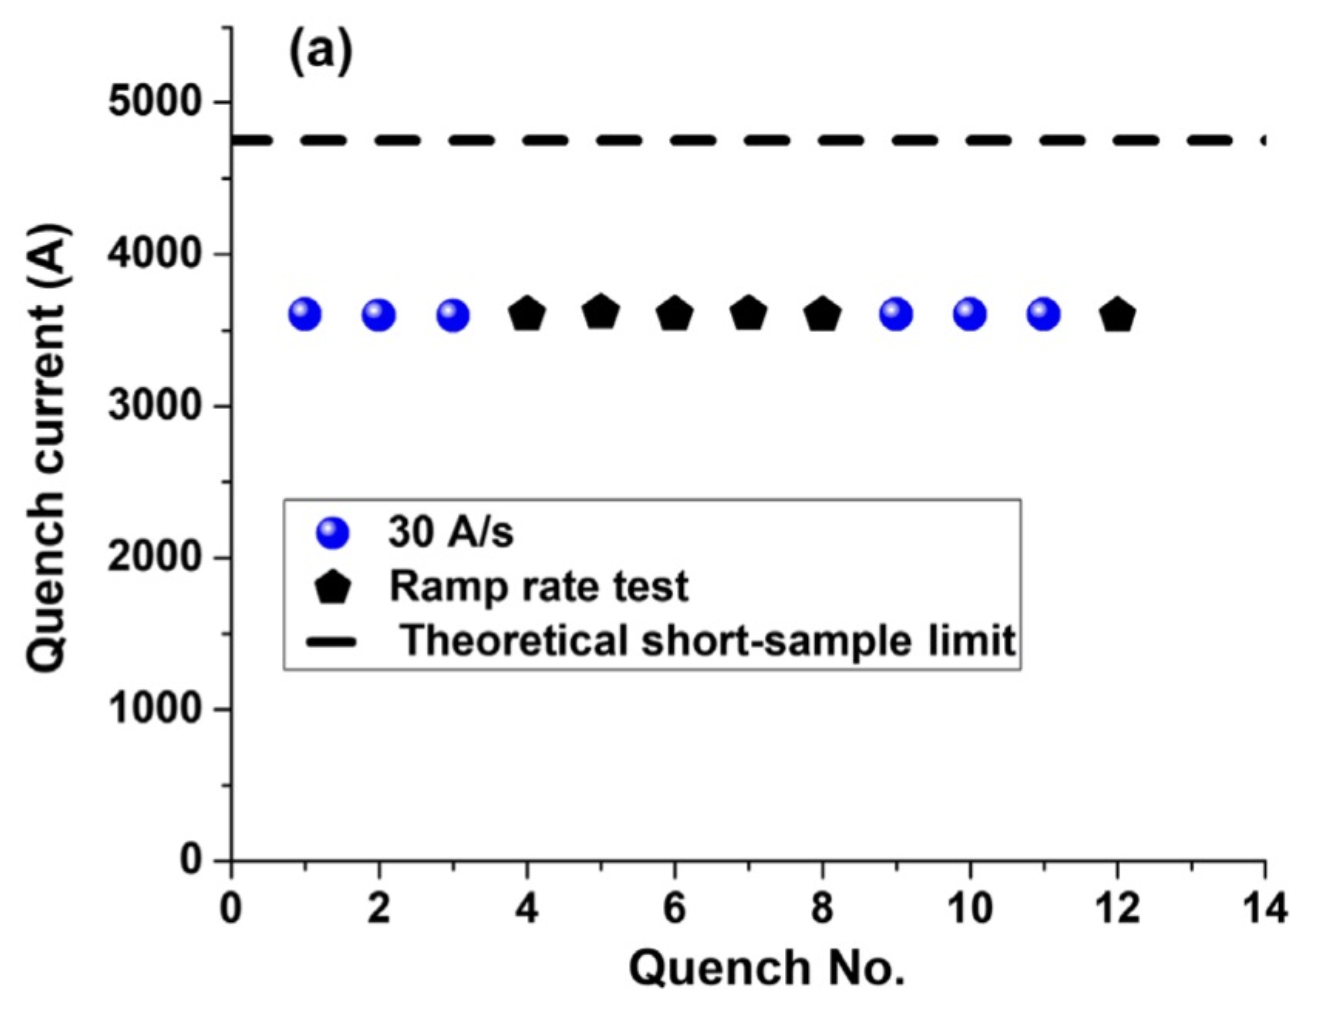 (a)
5000
4000
3000
2000
1000
0
Quench current (A)
30 A/s
Ramp rate test
Theoretical short-sample limit
0 2 4 6 8 10 12 14
Quench No.